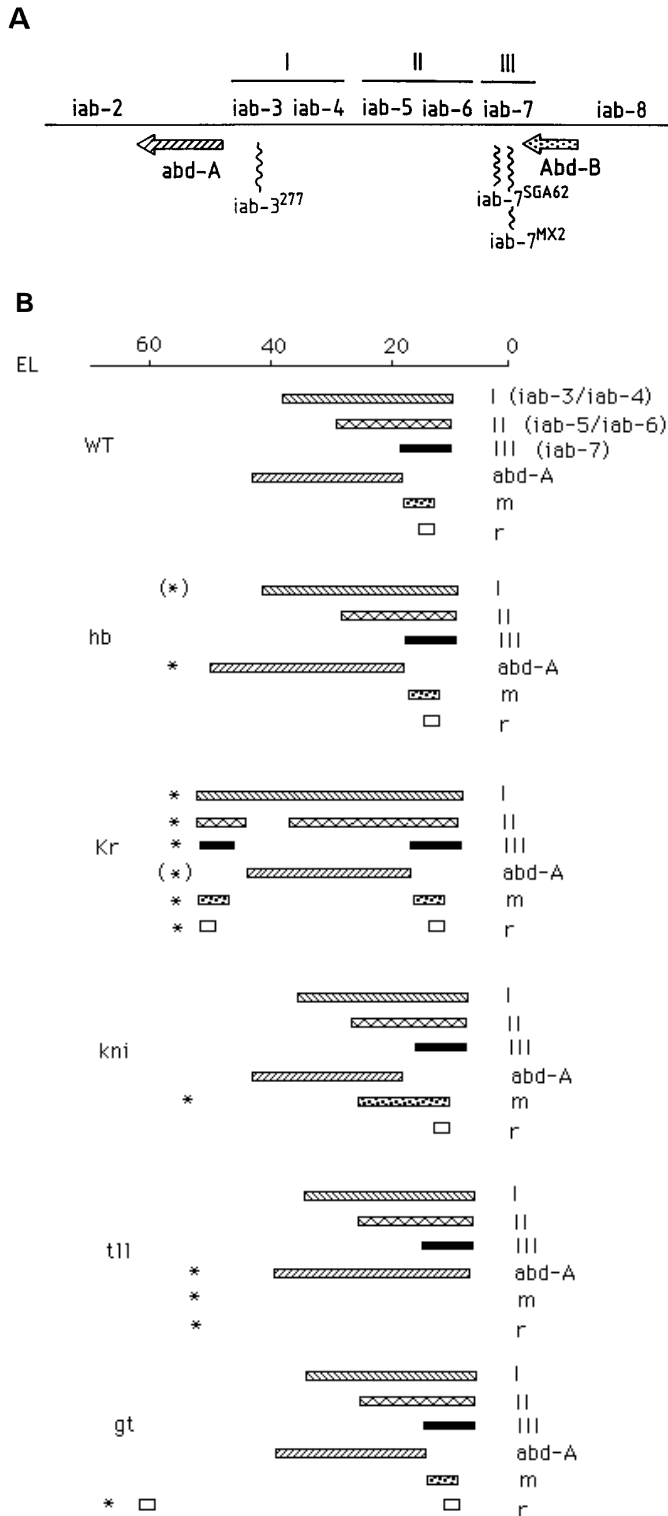 A
I II III
iab-2 iab-3 iab-4 iab-5 iab-6 iab-7 iab-8
abd-A Abd-B
iab-3²⁷⁷ iab-7ˢᴳᴬ⁶²
iab-7ᴹˣ²
B
60 40 20 0
EL
I (iab-3/iab-4)
II (iab-5/iab-6)
WT III (iab-7)
abd-A
m
r
(*) I
II
hb III
* abd-A
m
r
* I
* II
Kr * III
(*) abd-A
* m
* r
I
II
kni III
abd-A
* m
r
I
II
tll III
* abd-A
* m
* r
I
II
gt III
abd-A
m
* r